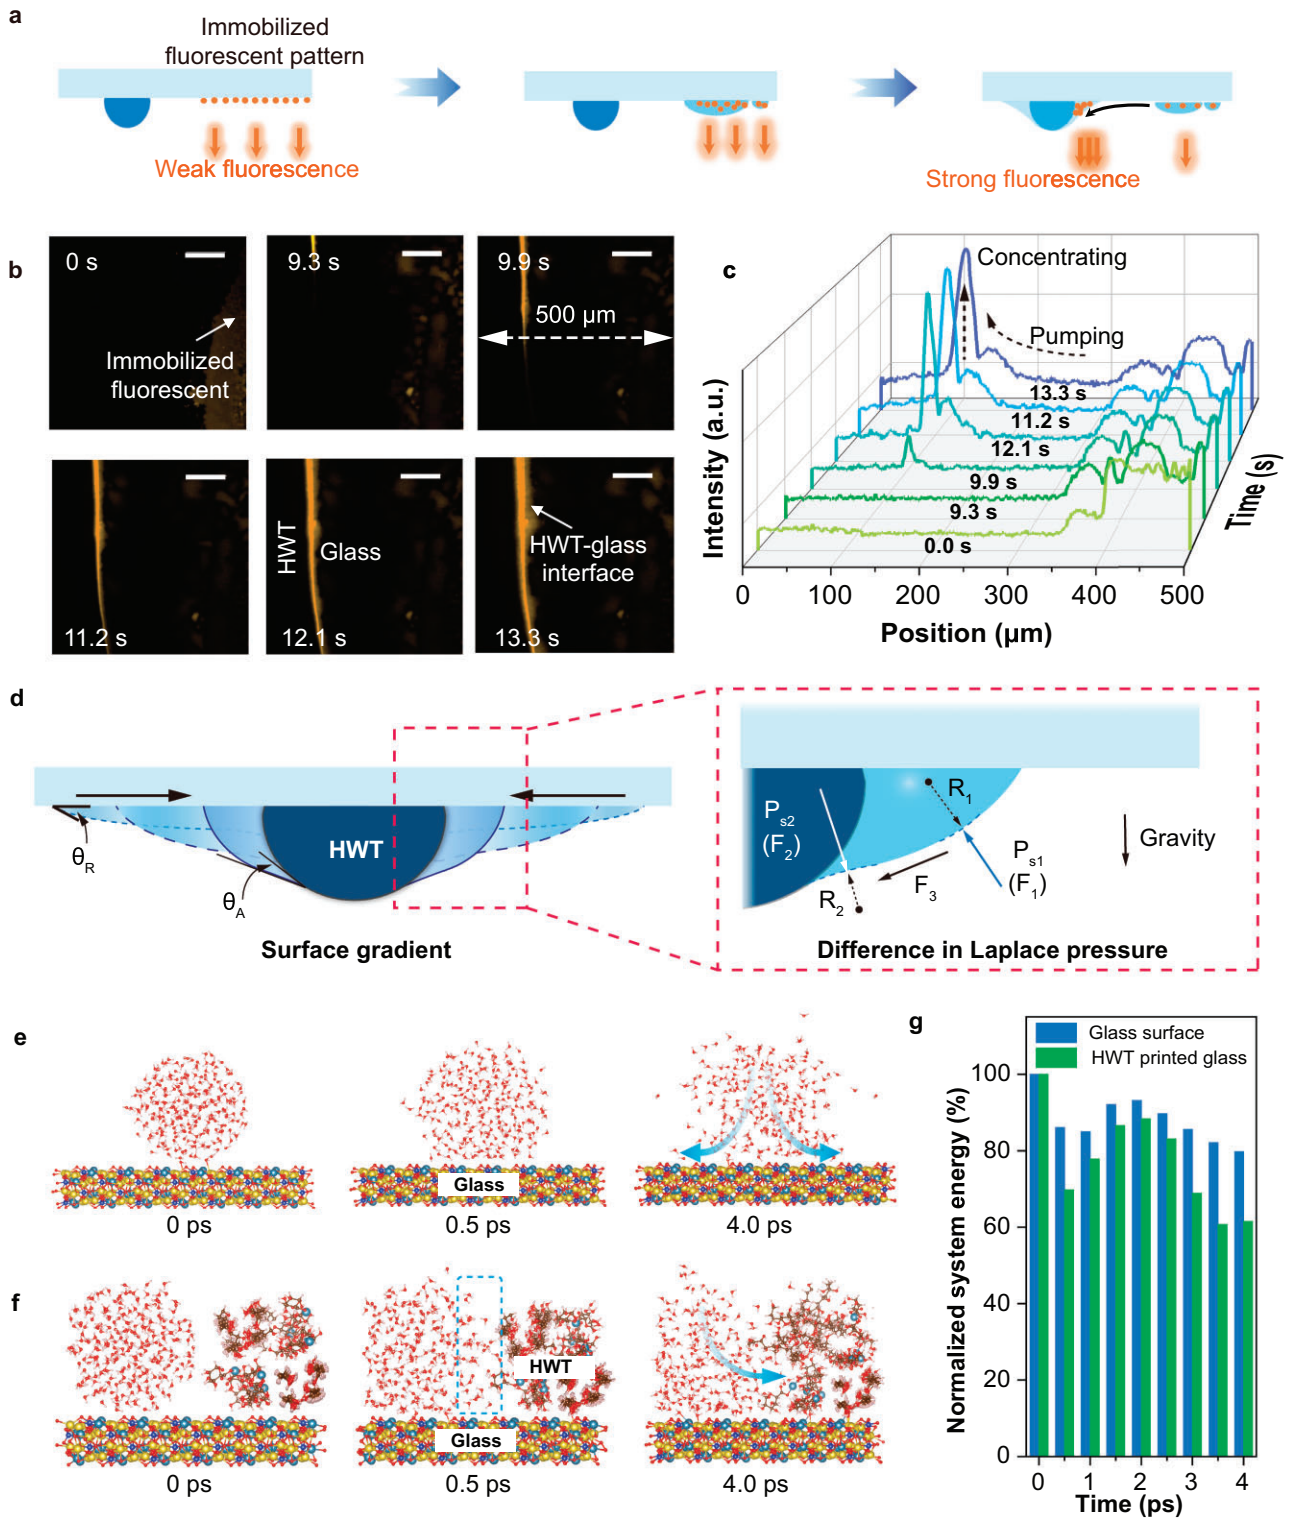 a
Immobilized
fluorescent pattern
Weak fluorescence
Strong fluorescence
b
0 s
Immobilized
fluorescent
9.3 s
9.9 s
500 µm
11.2 s
HWT
Glass
12.1 s
HWT-glass
interface
13.3 s
c
Concentrating
Pumping
13.3 s
11.2 s
12.1 s
9.9 s
9.3 s
0.0 s
Intensity (a.u.)
Time (s)
0 100 200 300 400 500
Position (µm)
d
θR
θA
HWT
Surface gradient
Ps2
(F2)
R1
R2
F3
Ps1
(F1)
Gravity
Difference in Laplace pressure
e
Glass
0 ps
0.5 ps
4.0 ps
f
HWT
Glass
0 ps
0.5 ps
4.0 ps
g
Glass surface
HWT printed glass
Normalized system energy (%)
100
80
60
40
20
0
0 1 2 3 4
Time (ps)